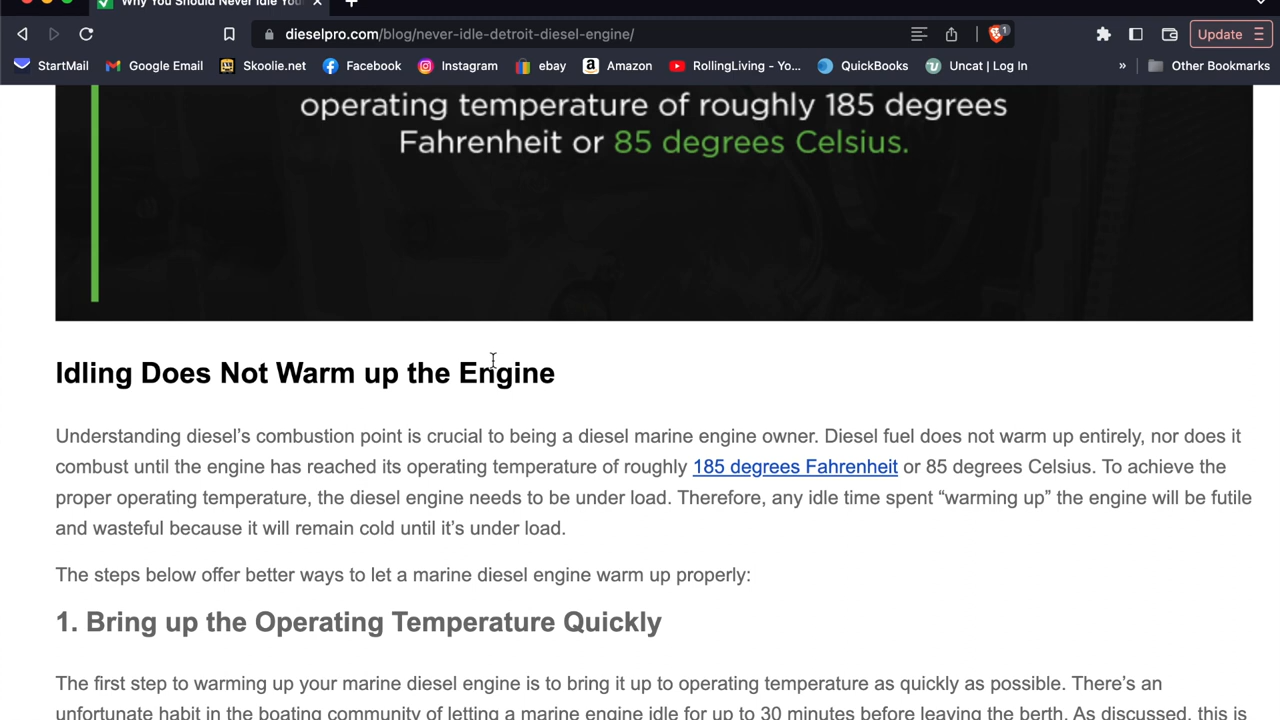 Why You Should Never Idle You
dieselpro.com/blog/never-idle-detroit-diesel-engine/
1
Update
StartMail
Google Email
Skoolie.net
Facebook
Instagram
ebay
Amazon
RollingLiving - Yo...
QuickBooks
Uncat | Log In
»
Other Bookmarks
operating temperature of roughly 185 degrees
Fahrenheit or 85 degrees Celsius.
Idling Does Not Warm up the Engine
Understanding diesel’s combustion point is crucial to being a diesel marine engine owner. Diesel fuel does not warm up entirely, nor does it
combust until the engine has reached its operating temperature of roughly 185 degrees Fahrenheit or 85 degrees Celsius. To achieve the
proper operating temperature, the diesel engine needs to be under load. Therefore, any idle time spent “warming up” the engine will be futile
and wasteful because it will remain cold until it’s under load.
The steps below offer better ways to let a marine diesel engine warm up properly:
1. Bring up the Operating Temperature Quickly
The first step to warming up your marine diesel engine is to bring it up to operating temperature as quickly as possible. There’s an
unfortunate habit in the boating community of letting a marine engine idle for up to 30 minutes before leaving the berth. As discussed, this is